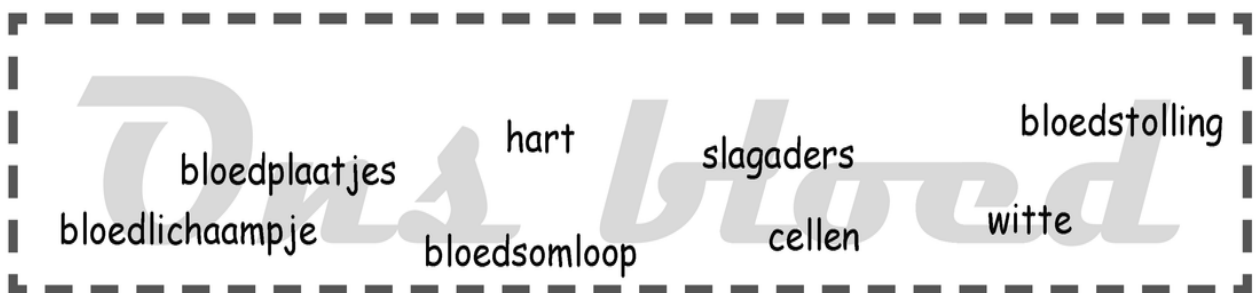 Ons bloed
bloedstolling
hart
slagaders
bloedplaatjes
witte
bloedlichaampje
cellen
bloedsomloop